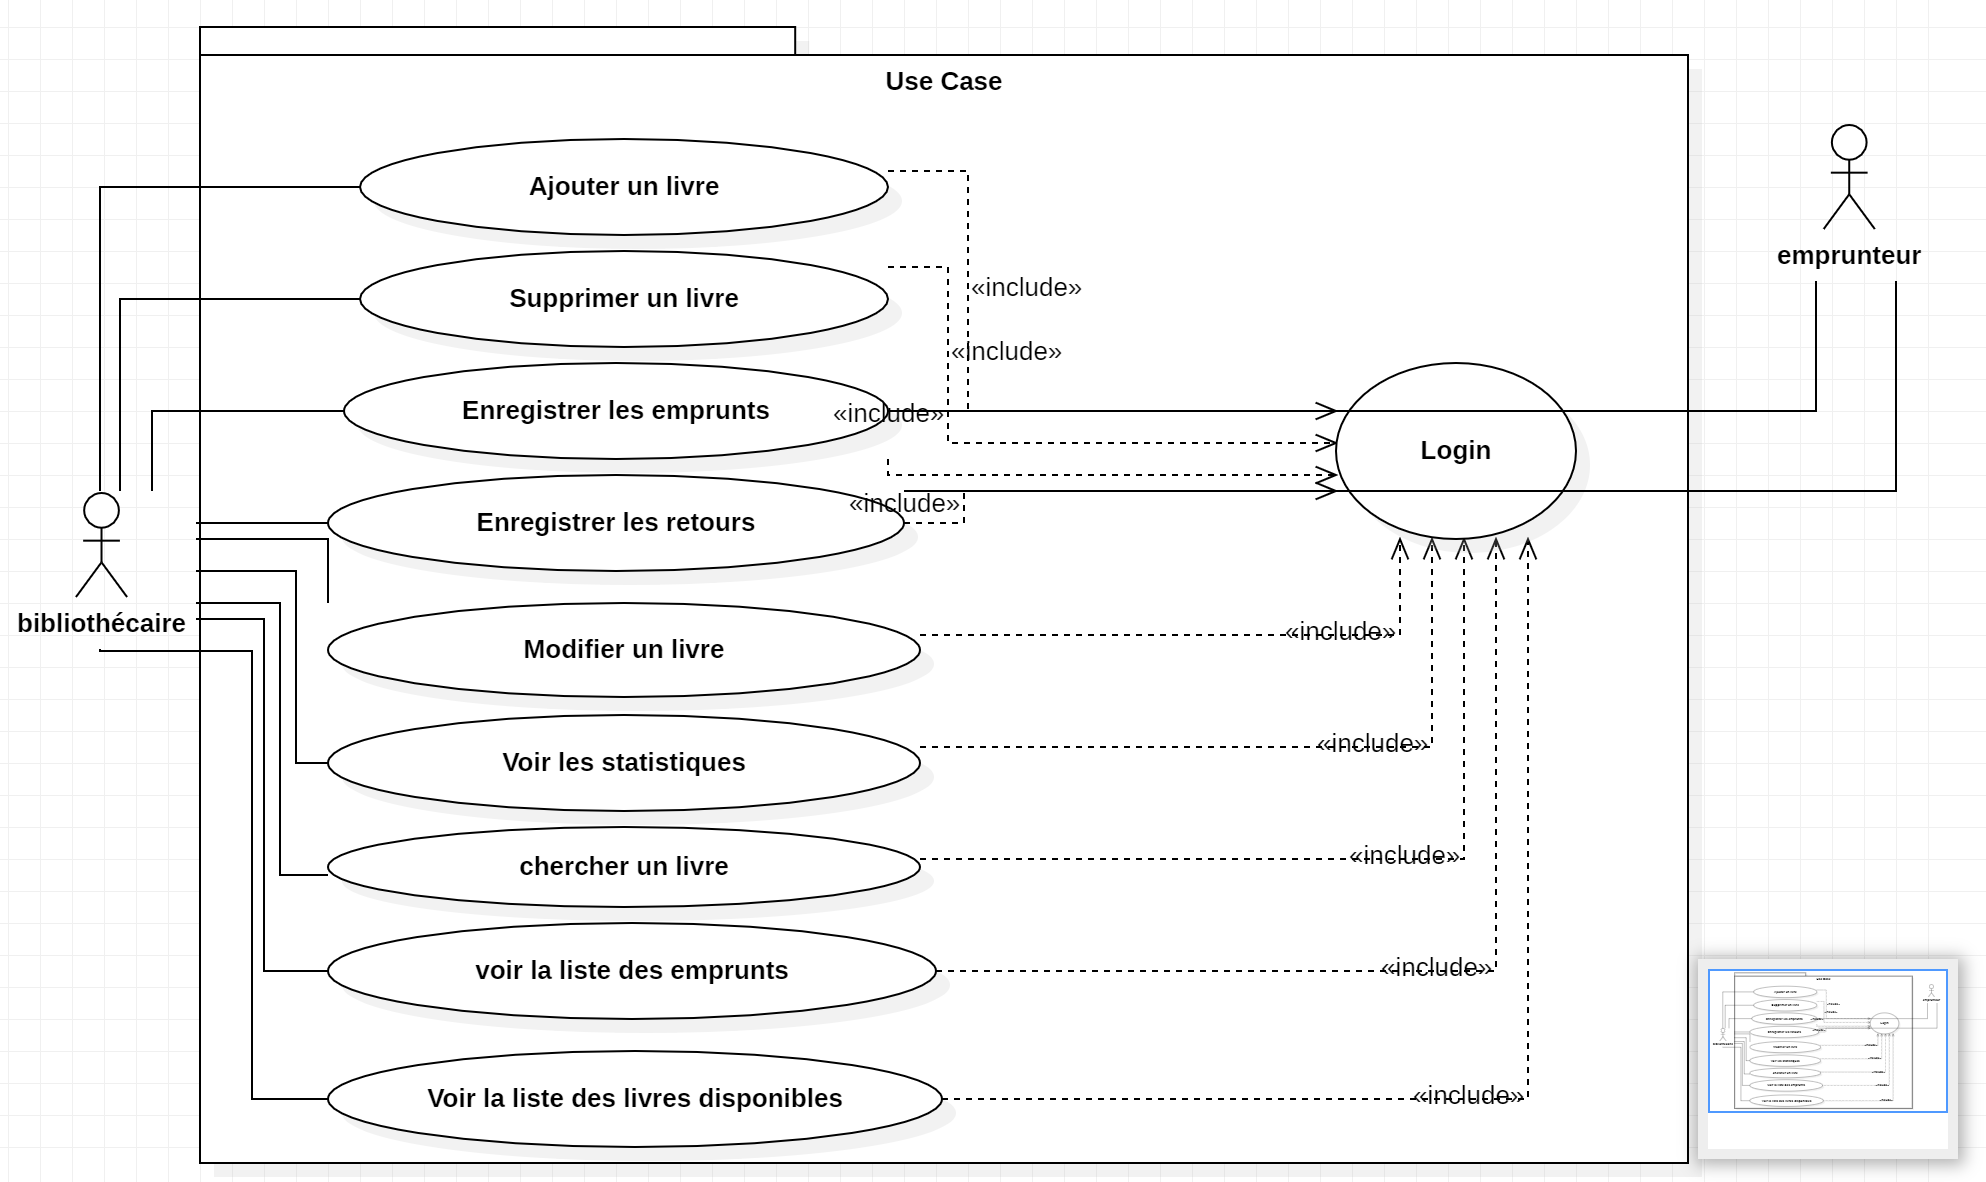 Use Case
Ajouter un livre
emprunteur
Supprimer un livre
«include»
«include»
Enregistrer les emprunts
«include»
Login
«include»
Enregistrer les retours
bibliothécaire
«include»
Modifier un livre
«include»
Voir les statistiques
«include»
chercher un livre
«include»
voir la liste des emprunts
«include»
Voir la liste des livres disponibles